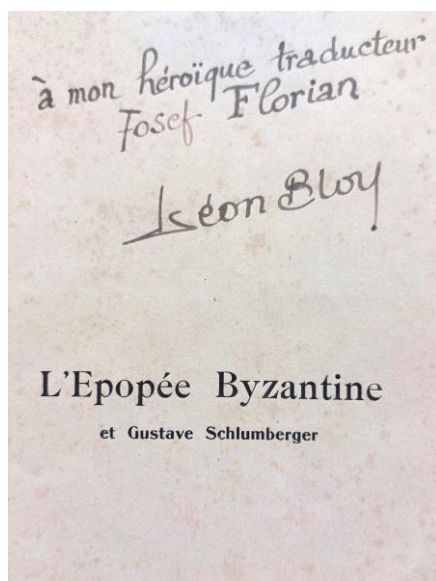 à mon héroïque traducteur
Josef Florian
Léon Bloy
L'Epopée Byzantine
et Gustave Schlumberger